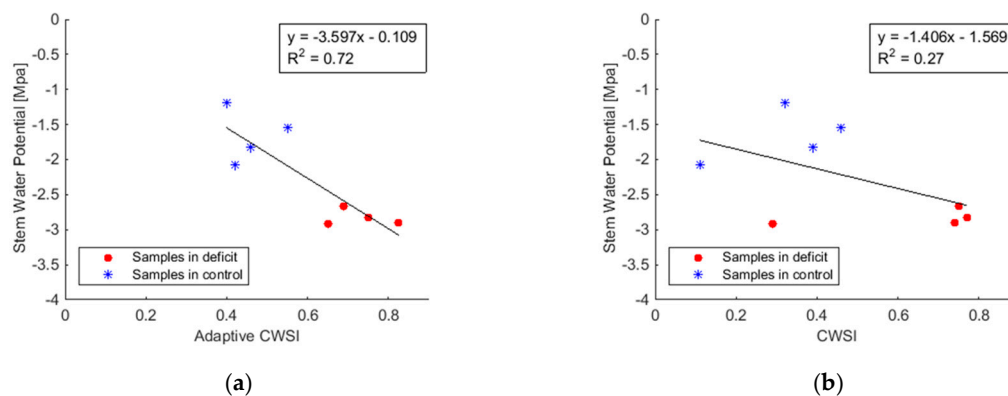 y = -3.597x - 0.109
R² = 0.72
0
-0.5
-1
-1.5
-2
-2.5
-3
-3.5
-4
Stem Water Potential [Mpa]
Samples in deficit
Samples in control
0 0.2 0.4 0.6 0.8
Adaptive CWSI
(a)
y = -1.406x - 1.569
R² = 0.27
0
-0.5
-1
-1.5
-2
-2.5
-3
-3.5
-4
Stem Water Potential [Mpa]
Samples in deficit
Samples in control
0 0.2 0.4 0.6 0.8
CWSI
(b)